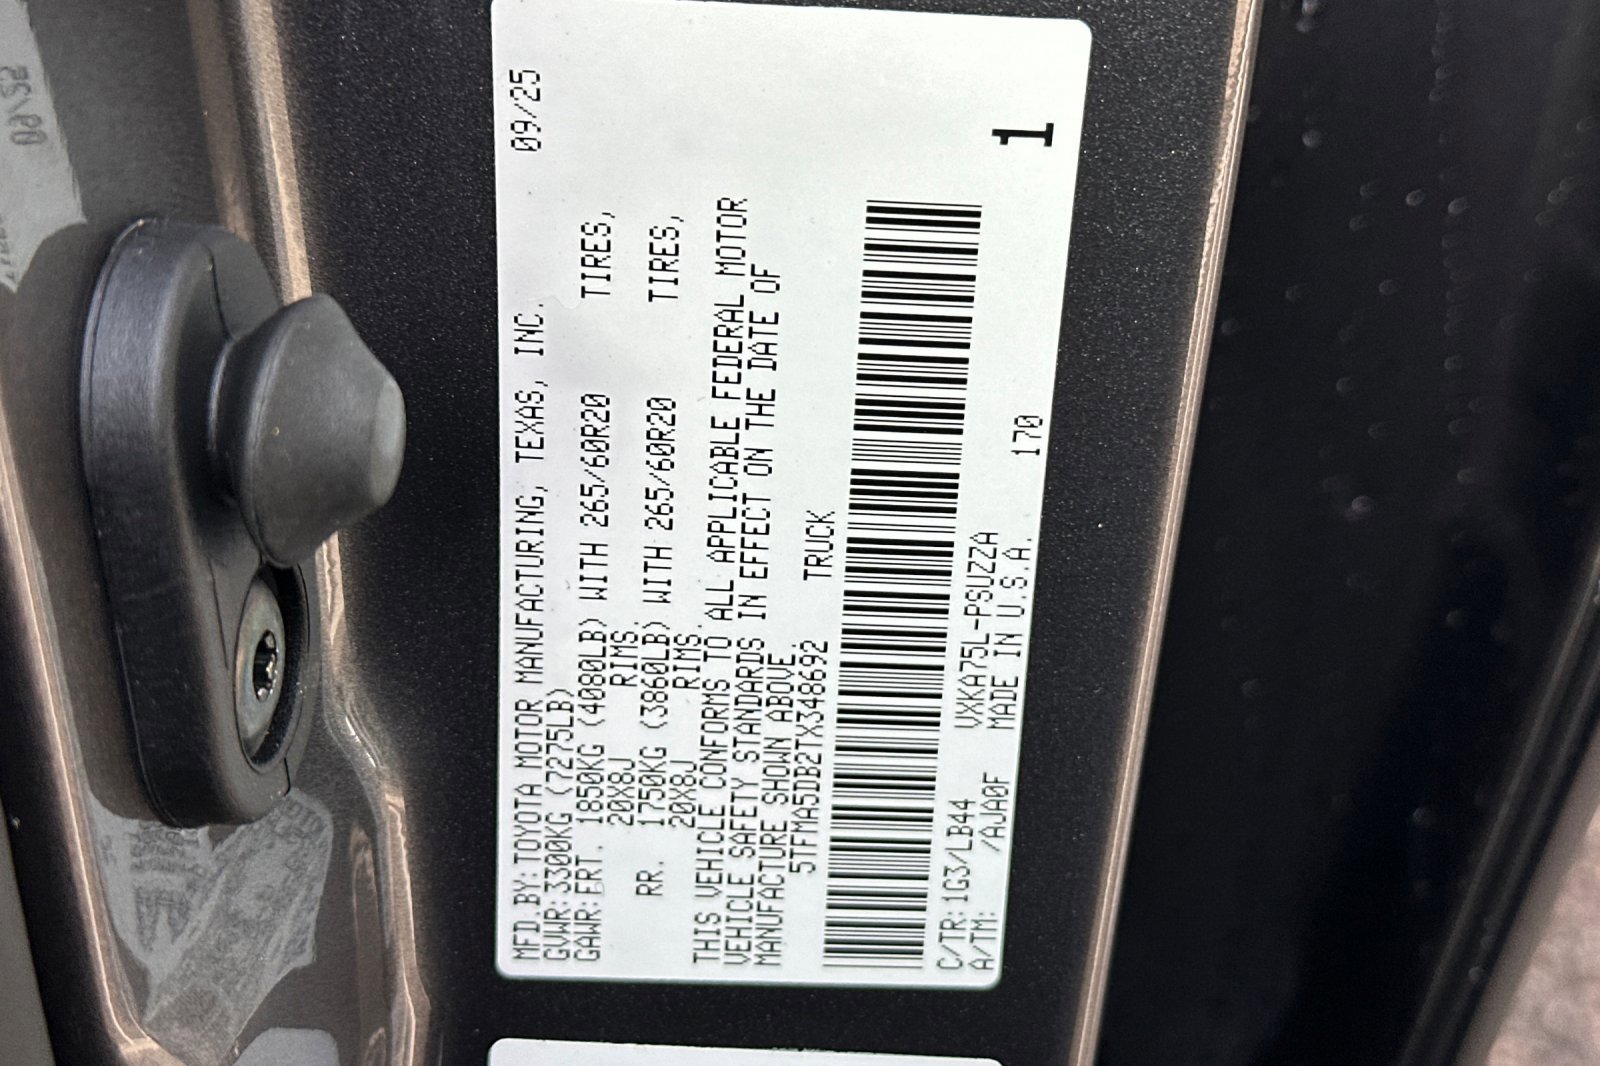 MFD.BY:TOYOTA MOTOR MANUFACTURING, TEXAS, INC. 09/25
GVWR:3300KG (7275LB)
GAWR:FRT. 1850KG (4080LB) WITH 265/60R20 TIRES,
20X8J RIMS.
RR. 1750KG (3860LB) WITH 265/60R20 TIRES,
20X8J RIMS.
THIS VEHICLE CONFORMS TO ALL APPLICABLE FEDERAL MOTOR
VEHICLE SAFETY STANDARDS IN EFFECT ON THE DATE OF
MANUFACTURE SHOWN ABOVE.
5TFMA5DB2TX348692 TRUCK
C/TR:1G3/LB44 VXKA75L-PSUZZA
A/TM: /AJA0F MADE IN U.S.A. 170
1